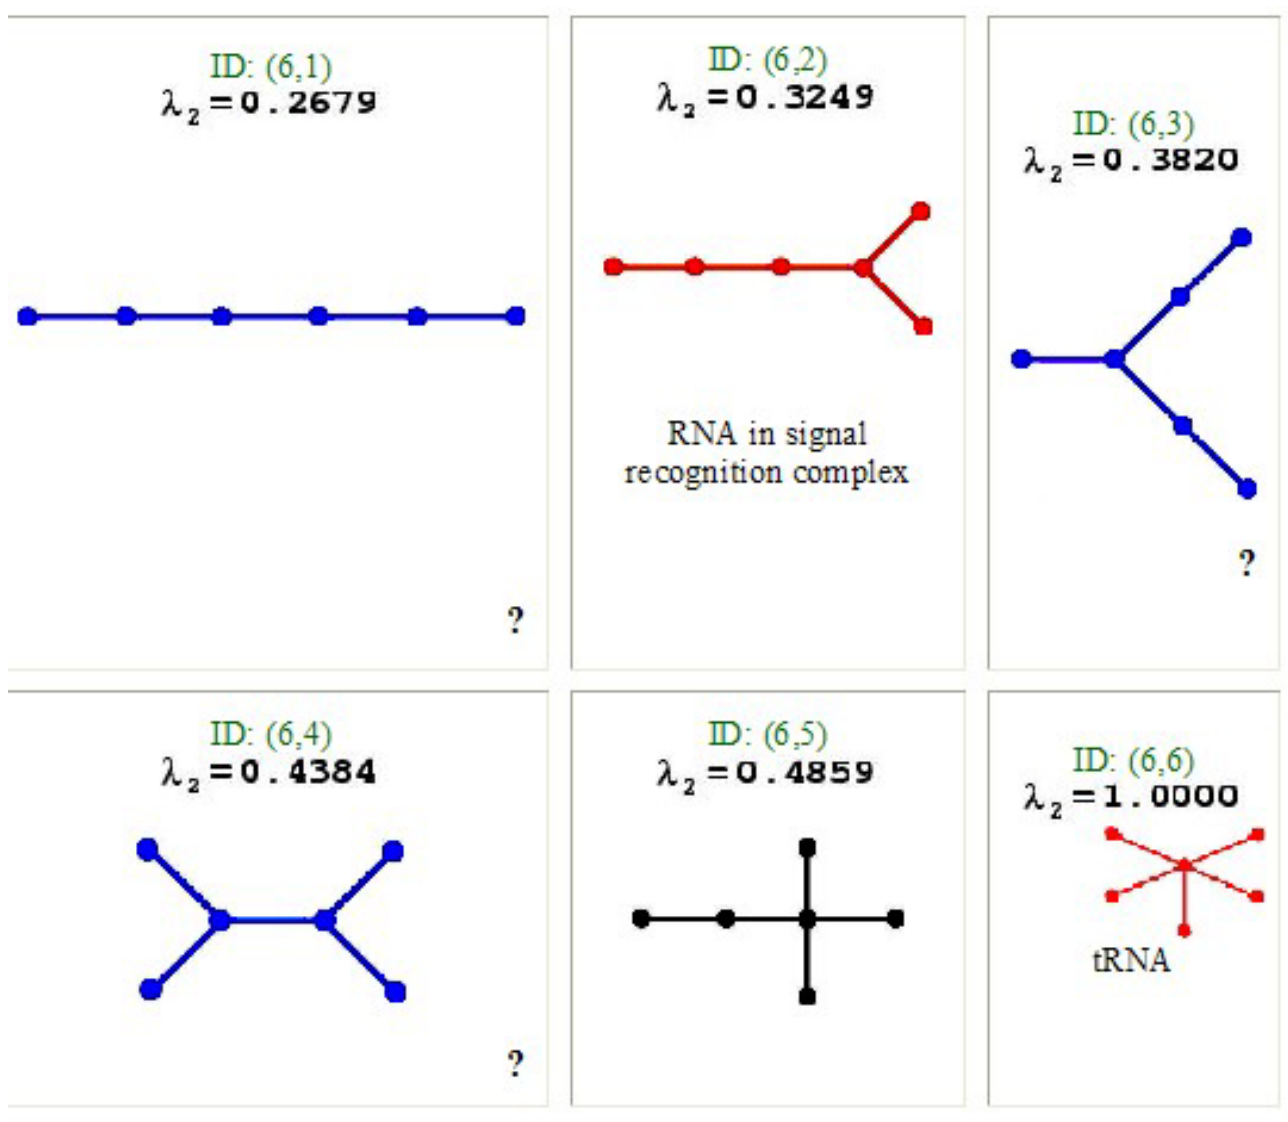 ID: (6,1)
λ₂=0.2679
?
ID: (6,2)
λ₂=0.3249
RNA in signal
recognition complex
ID: (6,3)
λ₂=0.3820
?
ID: (6,4)
λ₂=0.4384
?
ID: (6,5)
λ₂=0.4859
ID: (6,6)
λ₂=1.0000
tRNA